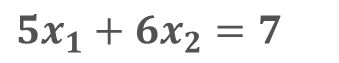 5x₁ + 6x₂ = 7